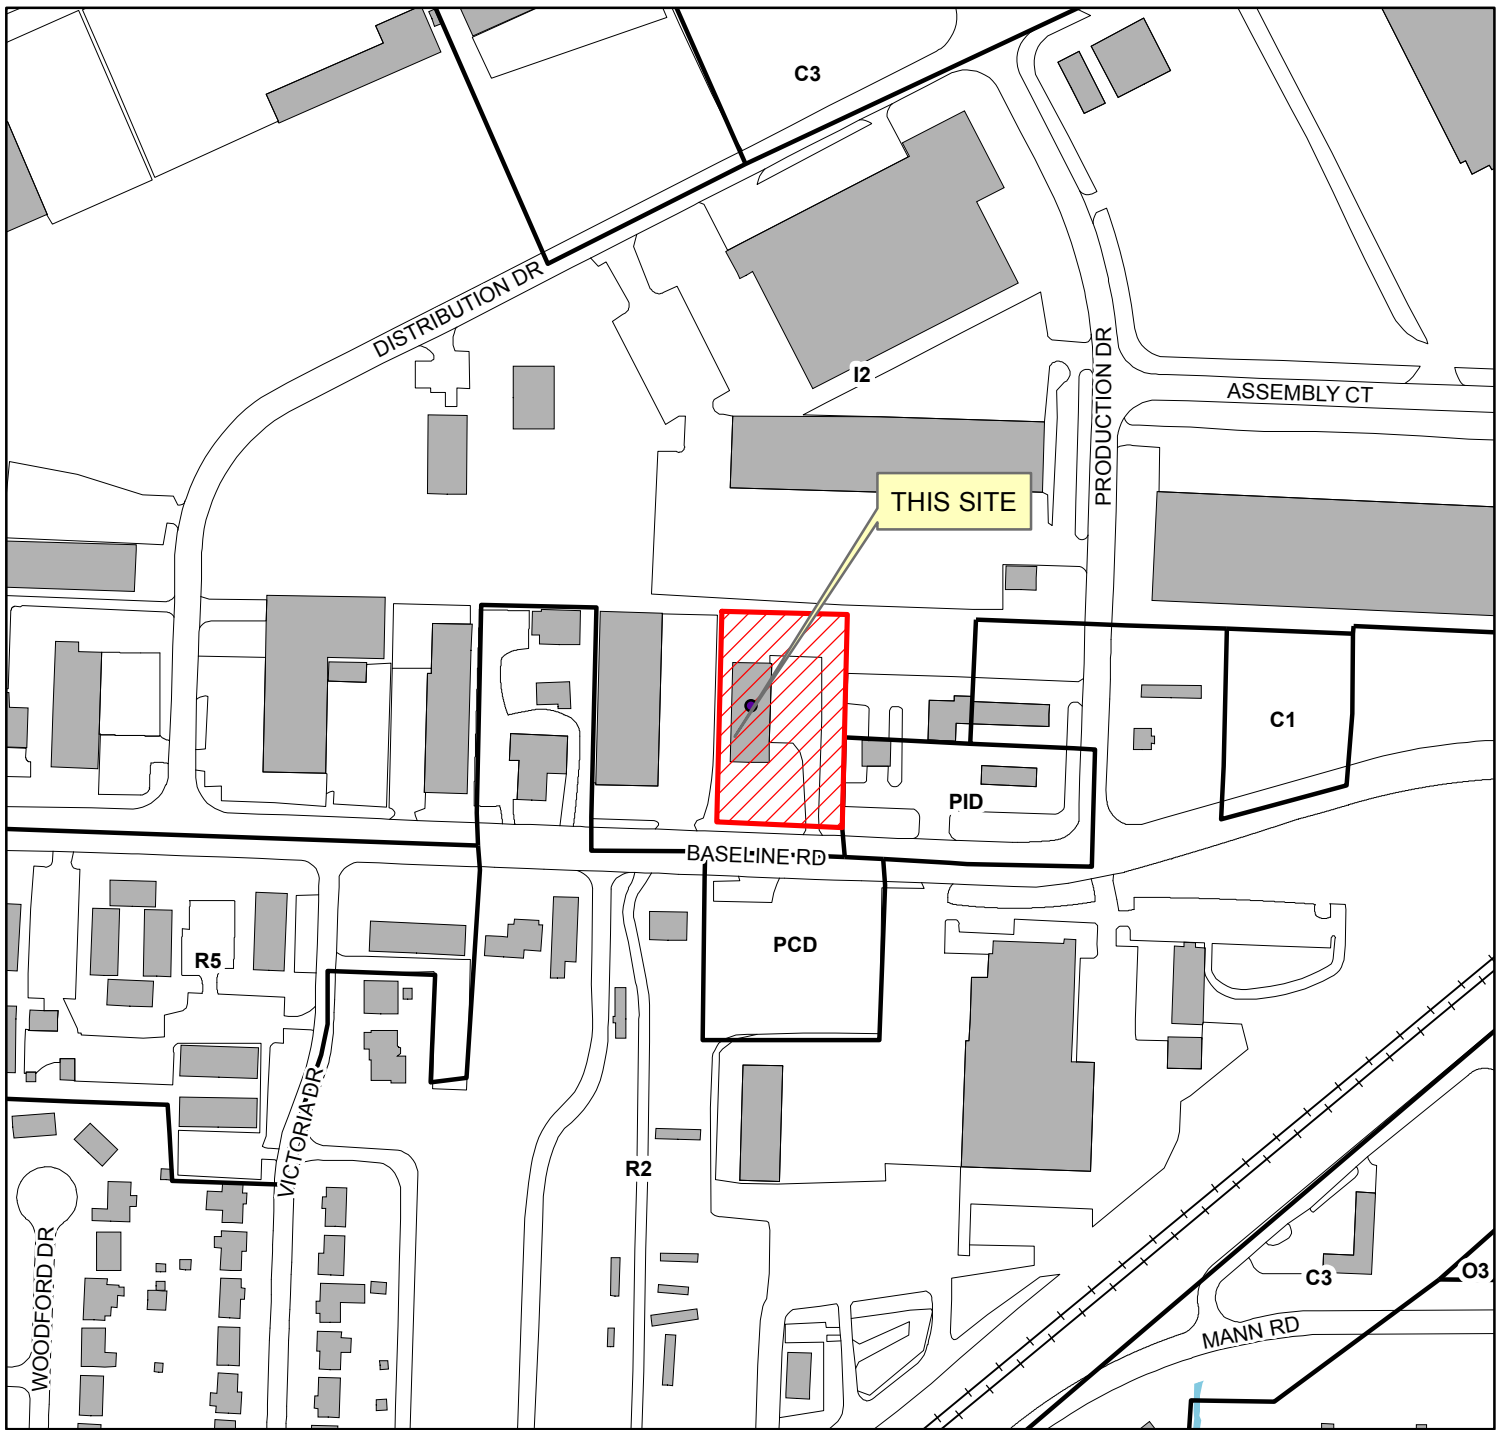 C3
DISTRIBUTION DR
I2
PRODUCTION DR
ASSEMBLY CT
THIS SITE
C1
PID
BASELINE RD
PCD
R5
VICTORIA DR
R2
WOODFORD DR
C3
O3
MANN RD